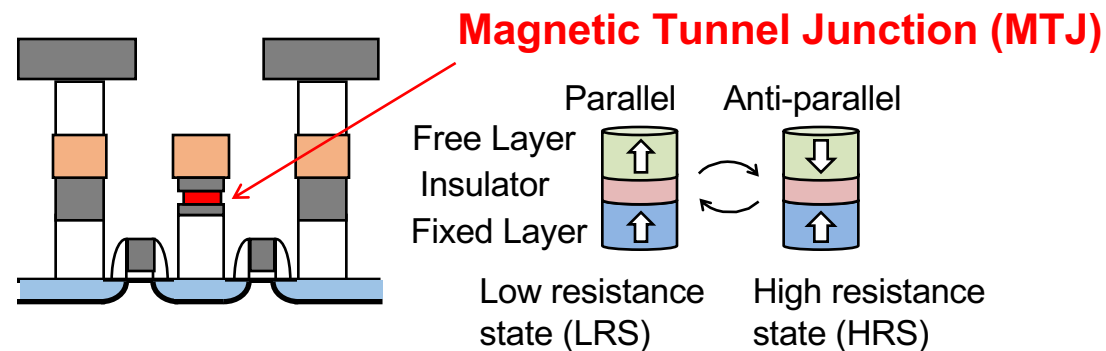 Magnetic Tunnel Junction (MTJ)
Parallel
Anti-parallel
Free Layer
Insulator
Fixed Layer
Low resistance
state (LRS)
High resistance
state (HRS)